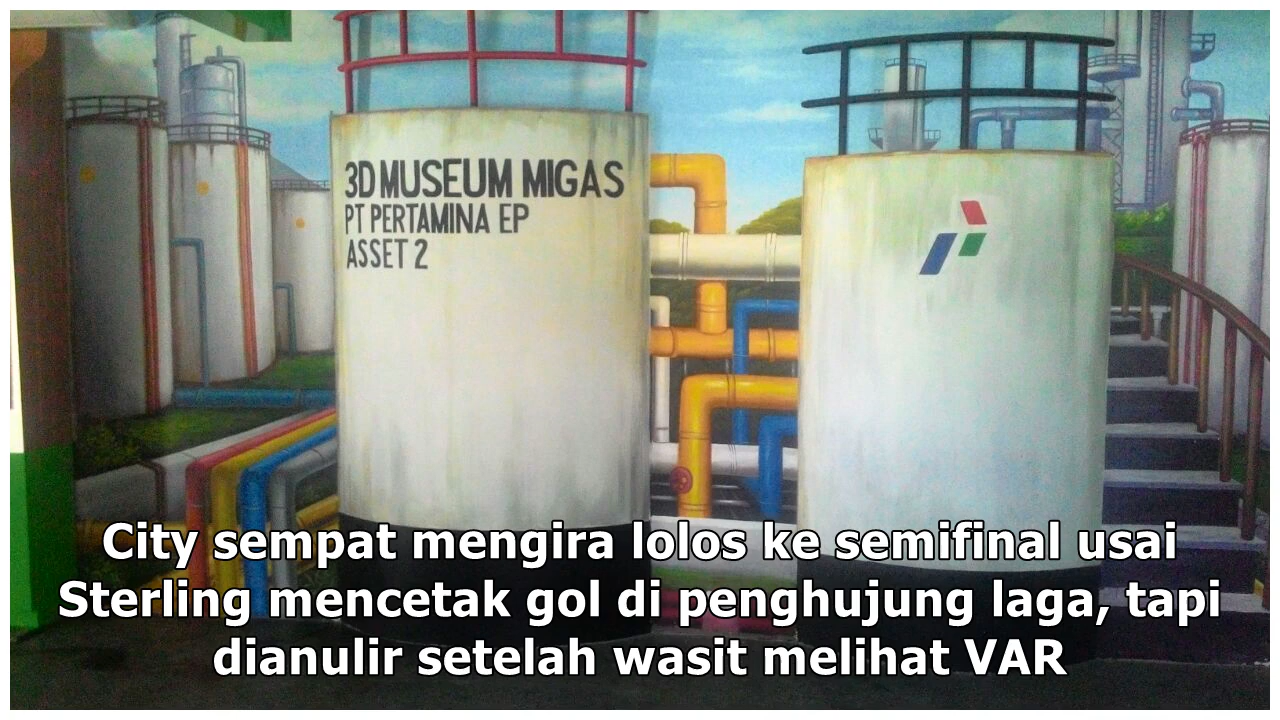 3D MUSEUM MIGAS
PT PERTAMINA EP
ASSET 2
City sempat mengira lolos ke semifinal usai
Sterling mencetak gol di penghujung laga, tapi
dianulir setelah wasit melihat VAR